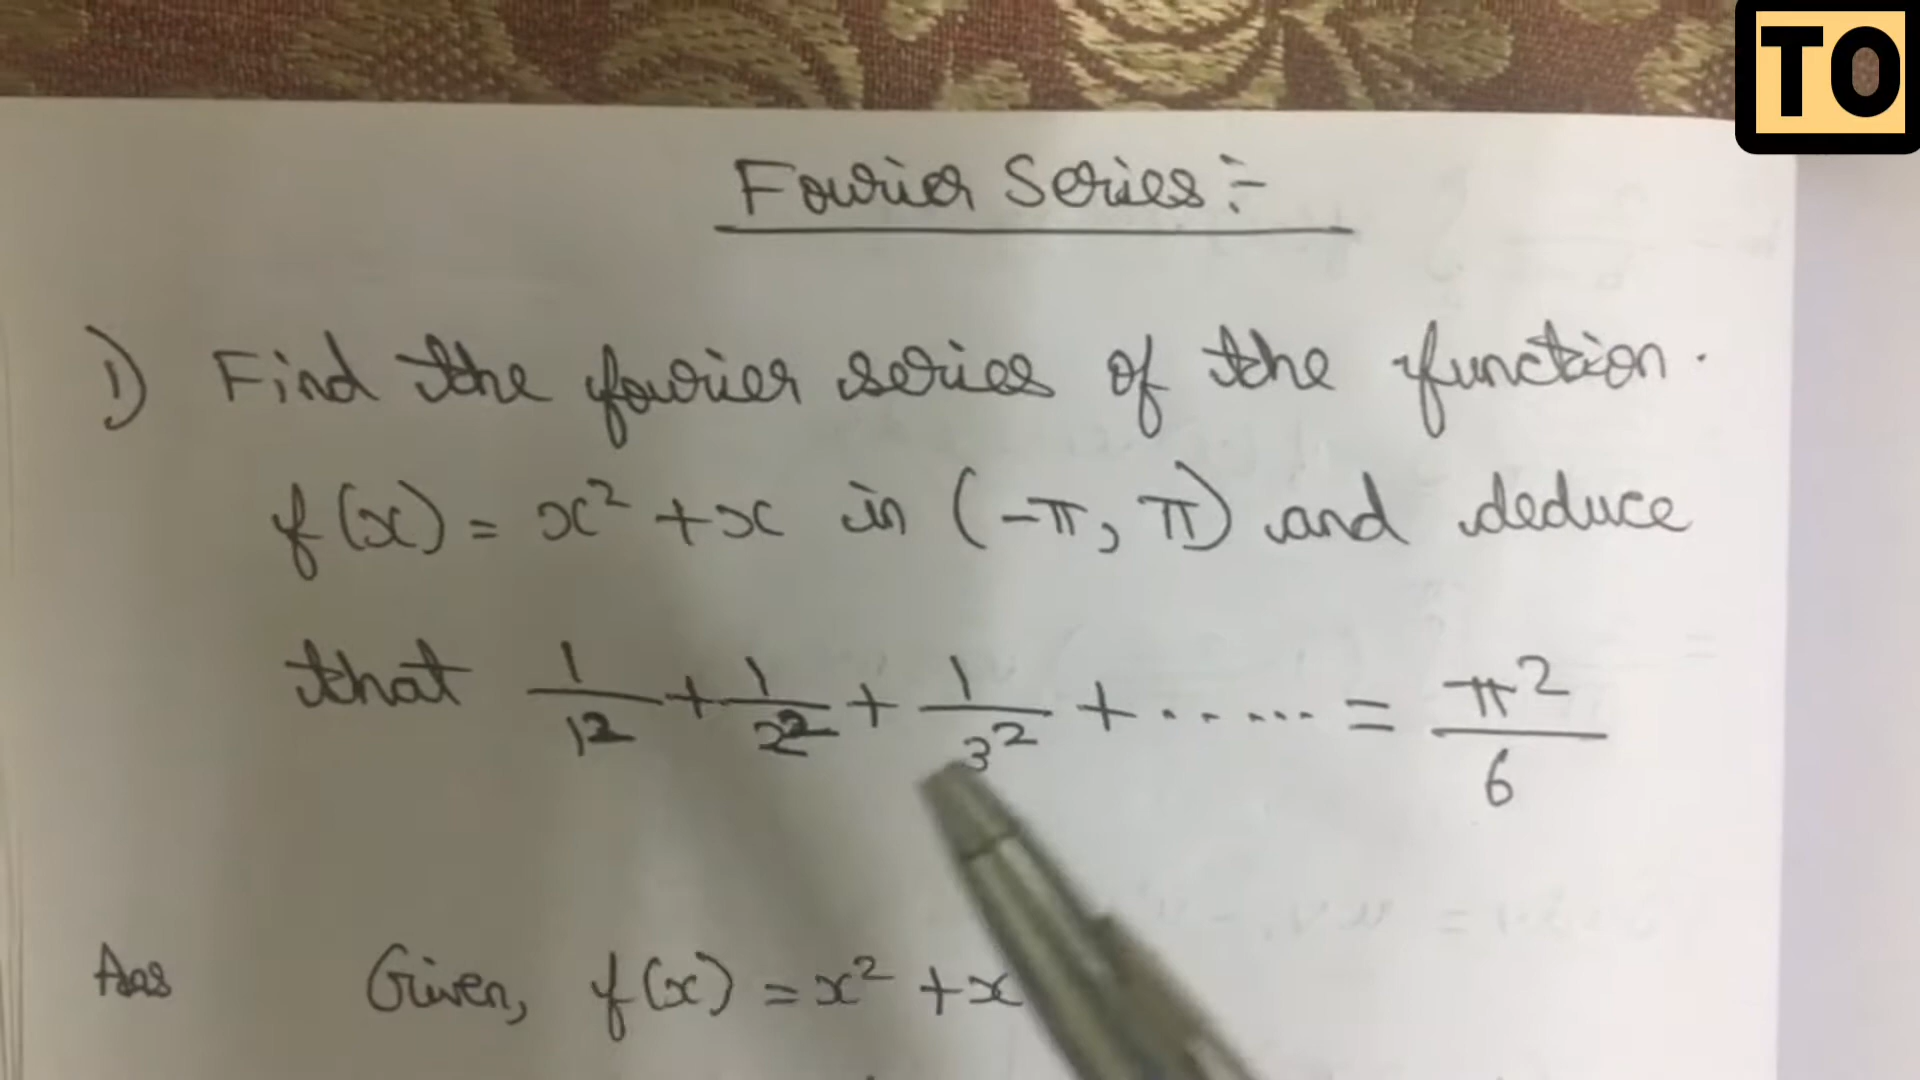 TO
Fourier Series :-
1) Find the fourier series of the function.
f(x) = x² + x in (-π, π) and deduce
that 1/1² + 1/2² + 1/3² + ...... = π²/6
Ans Given, f(x) = x² + x